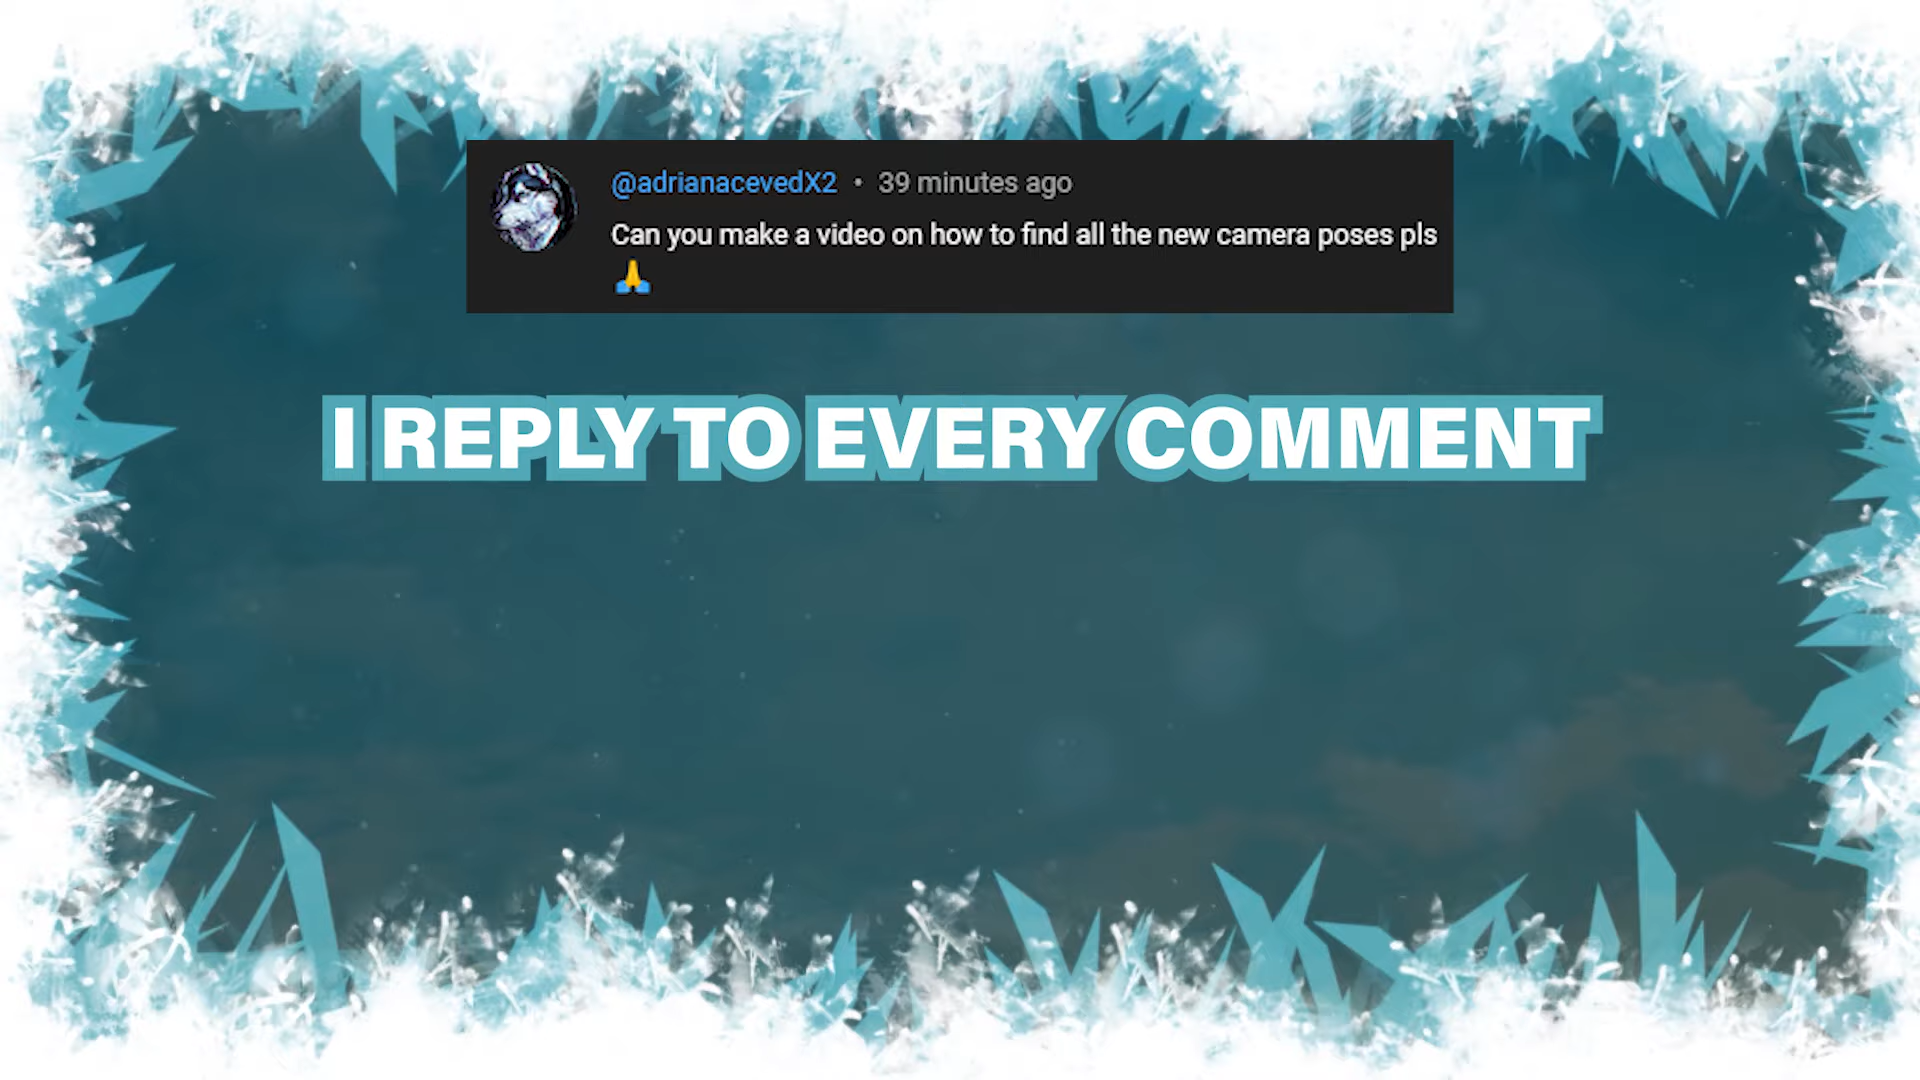 @adrianacevedX2 • 39 minutes ago
Can you make a video on how to find all the new camera poses pls
🙏
I REPLY TO EVERY COMMENT